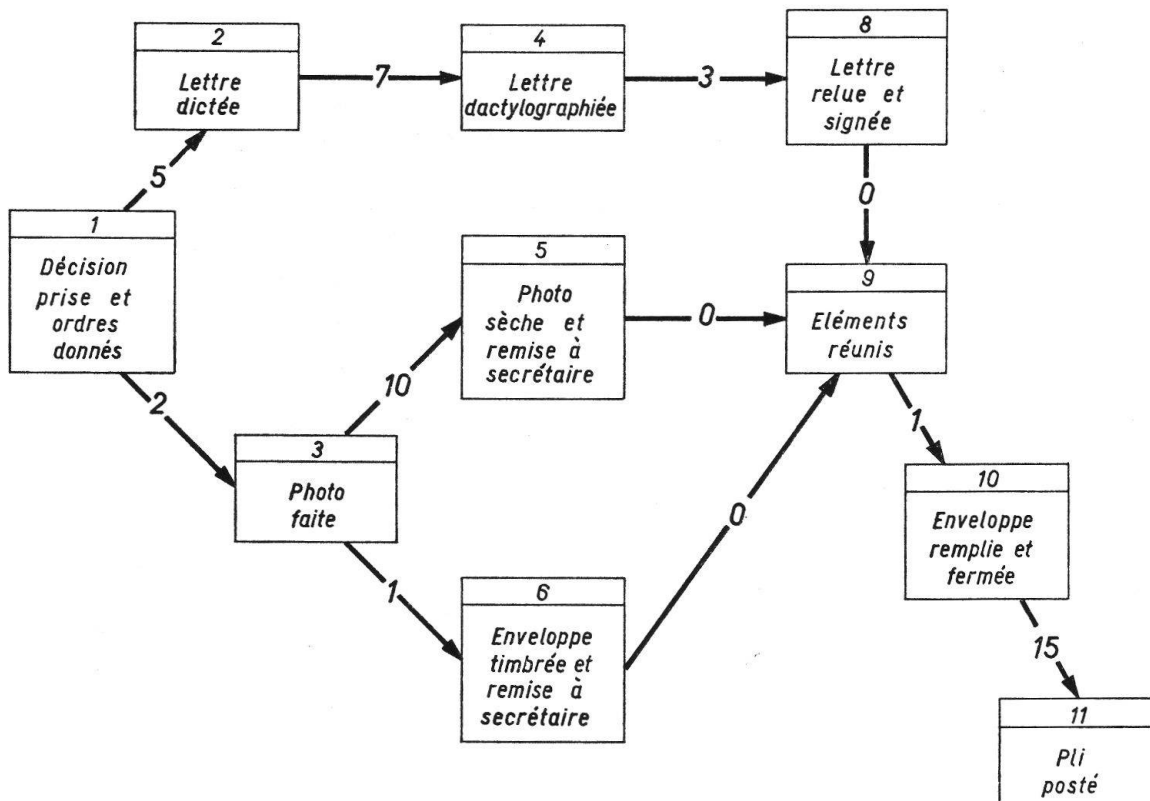 2
Lettre
dictée
7
4
Lettre
dactylographiée
3
8
Lettre
relue et
signée
5
0
1
Décision
prise et
ordres
donnés
5
Photo
sèche et
remise à
secrétaire
0
9
Eléments
réunis
2
10
3
Photo
faite
1
10
Enveloppe
remplie et
fermée
0
1
6
Enveloppe
timbrée et
remise à
secrétaire
15
11
Pli
posté